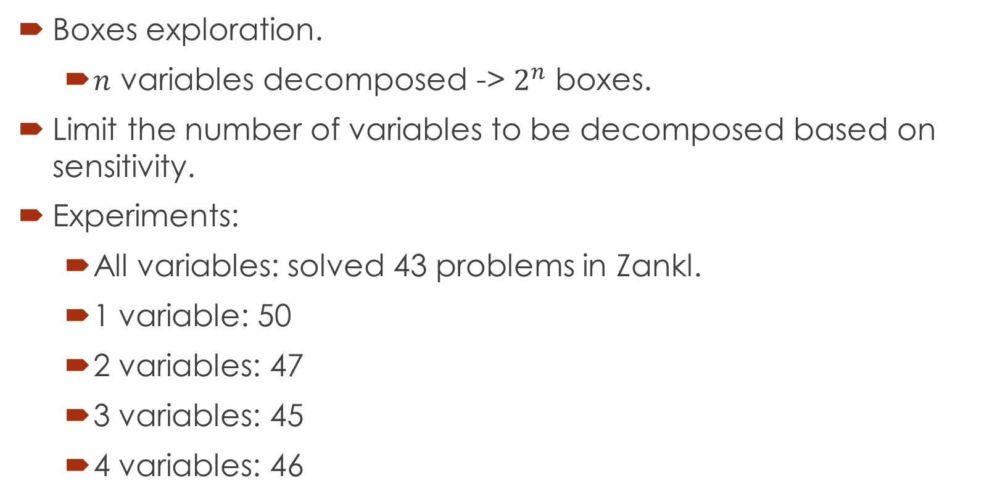 Boxes exploration.
n variables decomposed -> 2ⁿ boxes.
Limit the number of variables to be decomposed based on
sensitivity.
Experiments:
All variables: solved 43 problems in Zankl.
1 variable: 50
2 variables: 47
3 variables: 45
4 variables: 46